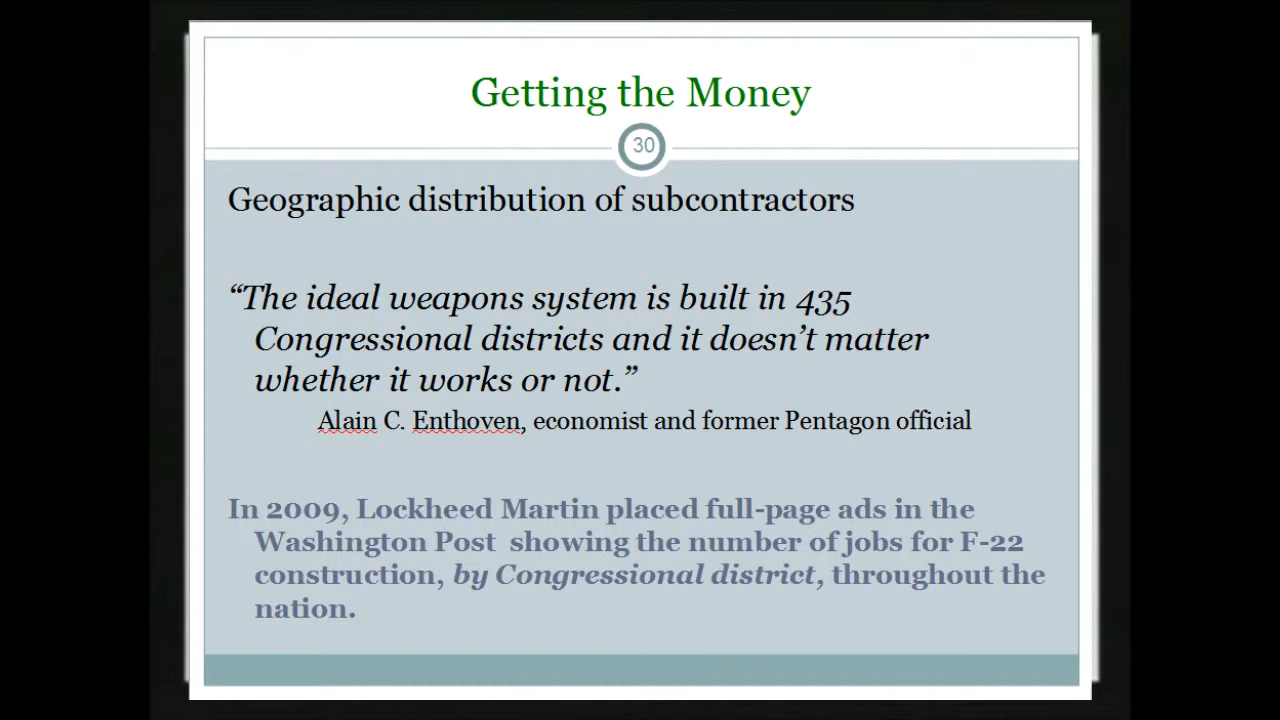 Getting the Money
30
Geographic distribution of subcontractors
“The ideal weapons system is built in 435
Congressional districts and it doesn’t matter
whether it works or not.”
Alain C. Enthoven, economist and former Pentagon official
In 2009, Lockheed Martin placed full-page ads in the
Washington Post  showing the number of jobs for F-22
construction, by Congressional district, throughout the
nation.